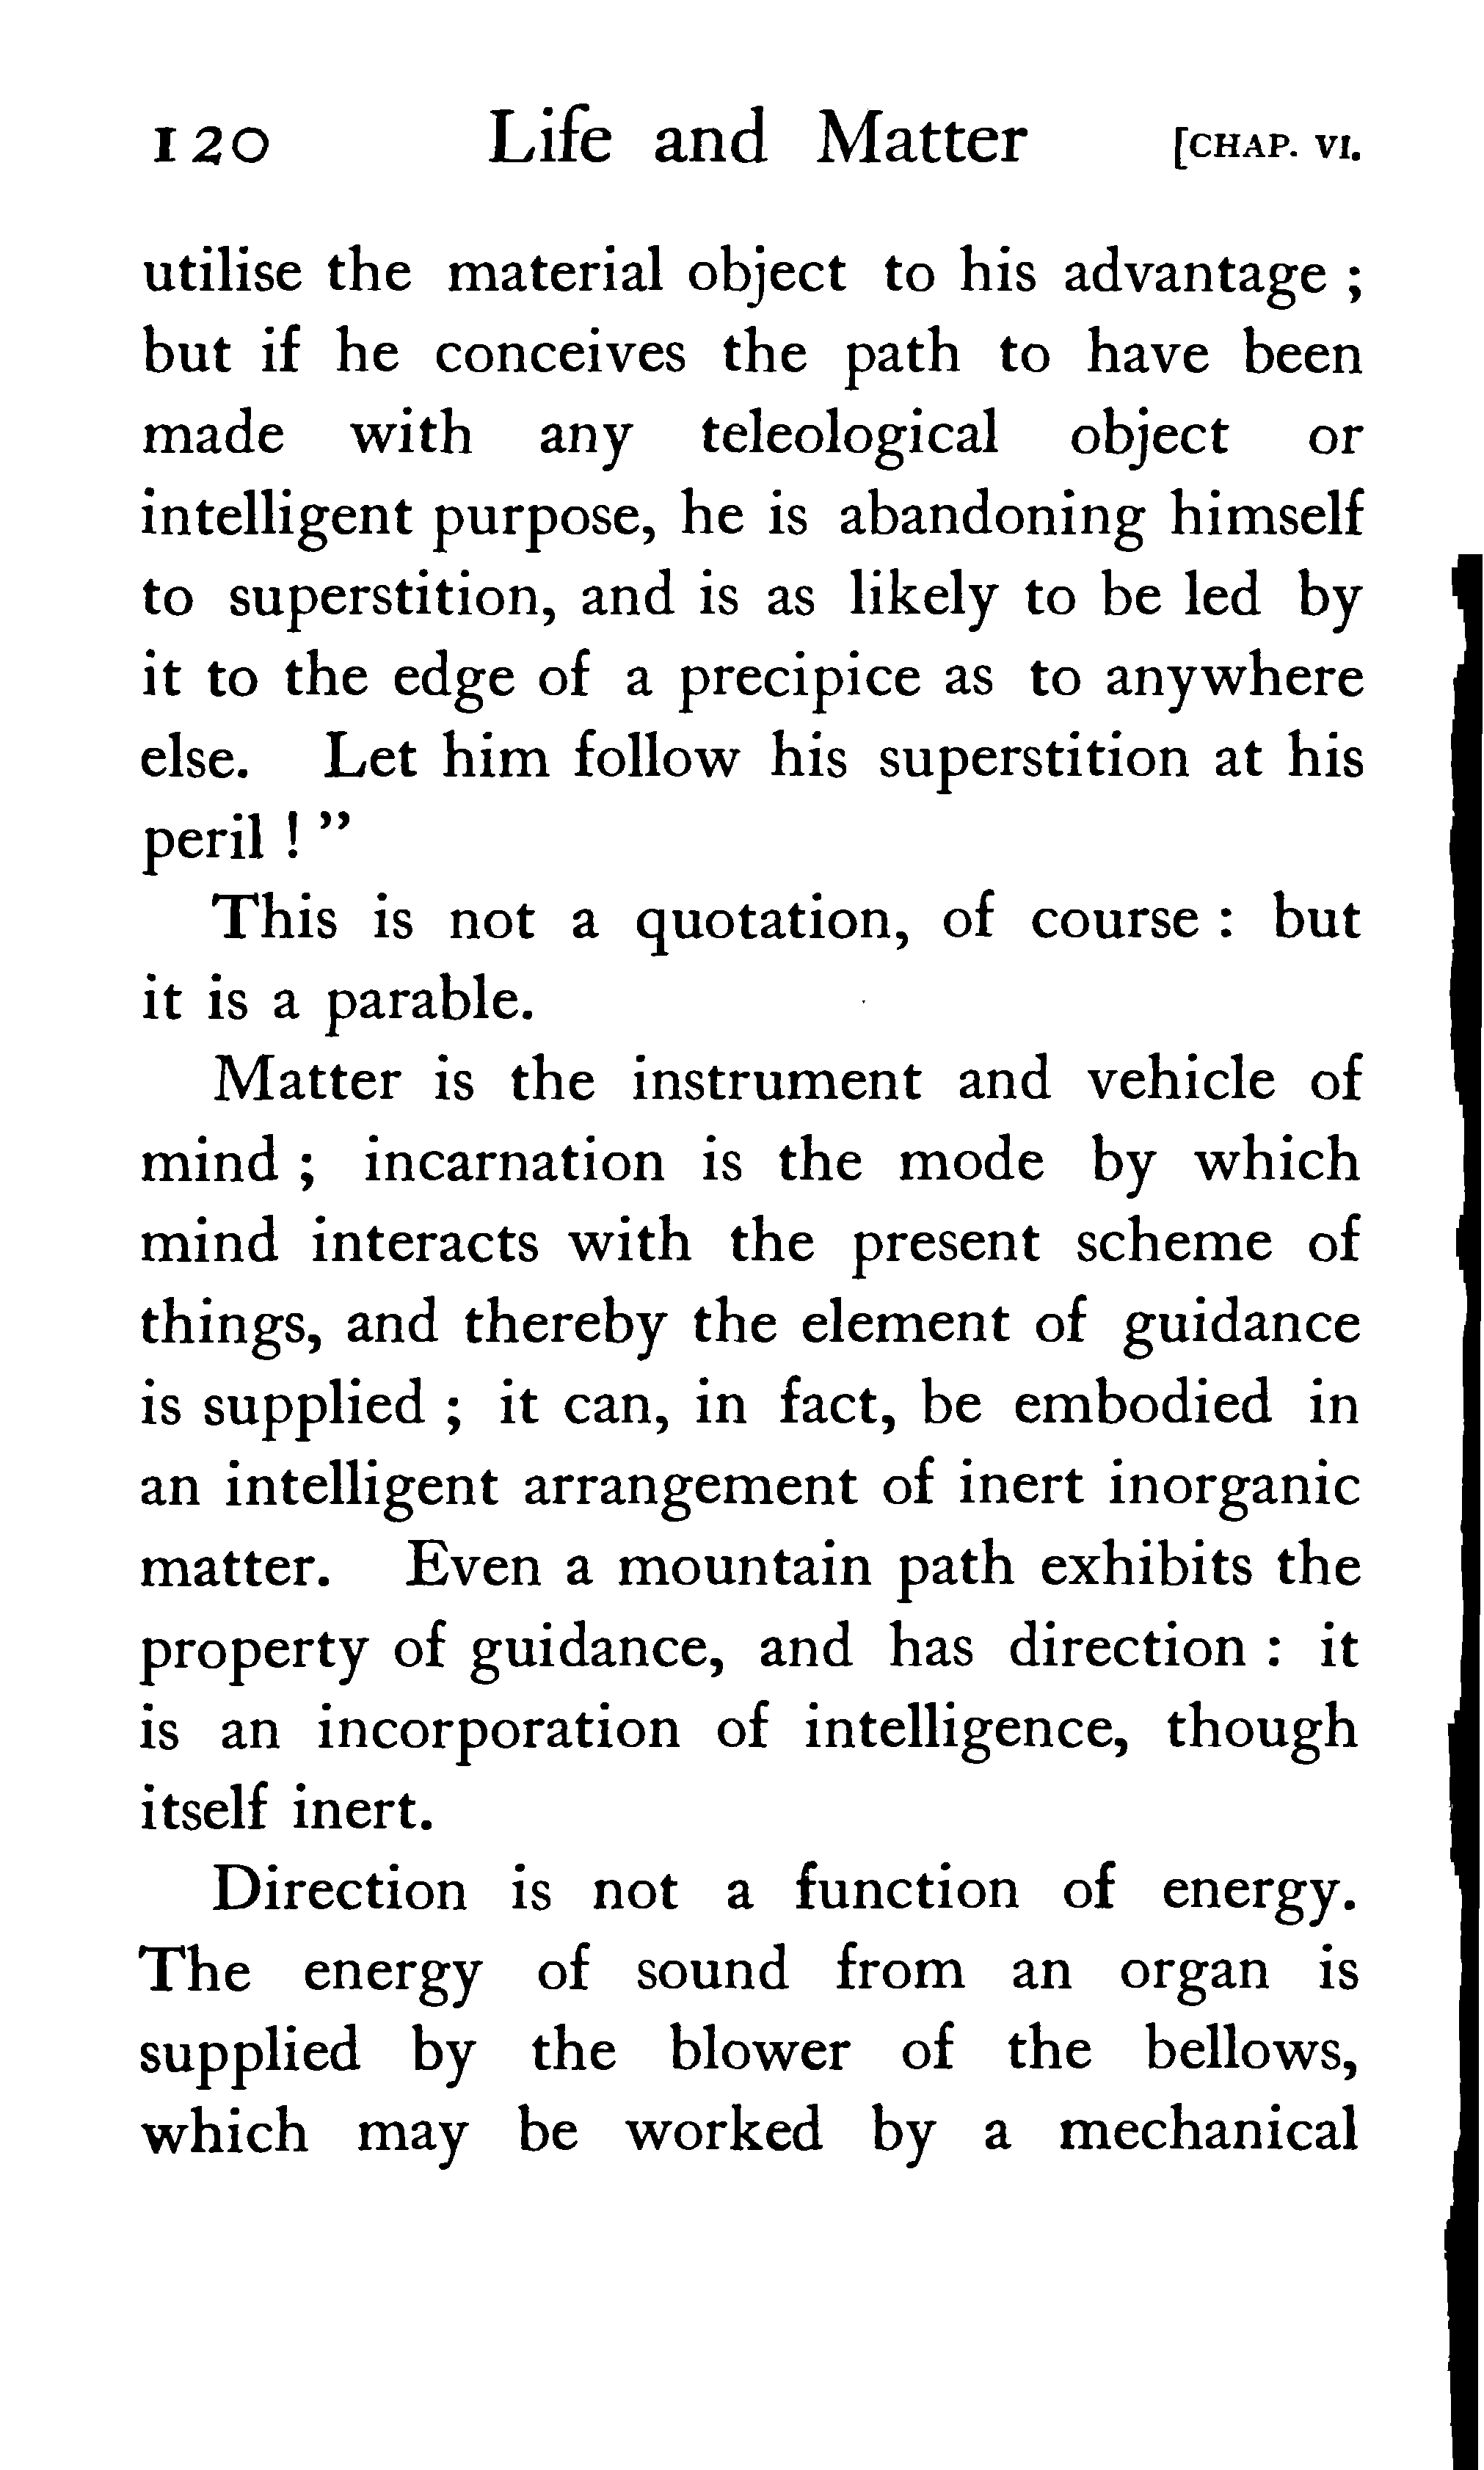 120 Life and Matter [CHAP. VI.
utilise the material object to his advantage ;
but if he conceives the path to have been
made with any teleological object or
intelligent purpose, he is abandoning himself
to superstition, and is as likely to be led by
it to the edge of a precipice as to anywhere
else. Let him follow his superstition at his
peril ! ”
This is not a quotation, of course : but
it is a parable.
Matter is the instrument and vehicle of
mind ; incarnation is the mode by which
mind interacts with the present scheme of
things, and thereby the element of guidance
is supplied ; it can, in fact, be embodied in
an intelligent arrangement of inert inorganic
matter. Even a mountain path exhibits the
property of guidance, and has direction : it
is an incorporation of intelligence, though
itself inert.
Direction is not a function of energy.
The energy of sound from an organ is
supplied by the blower of the bellows,
which may be worked by a mechanical